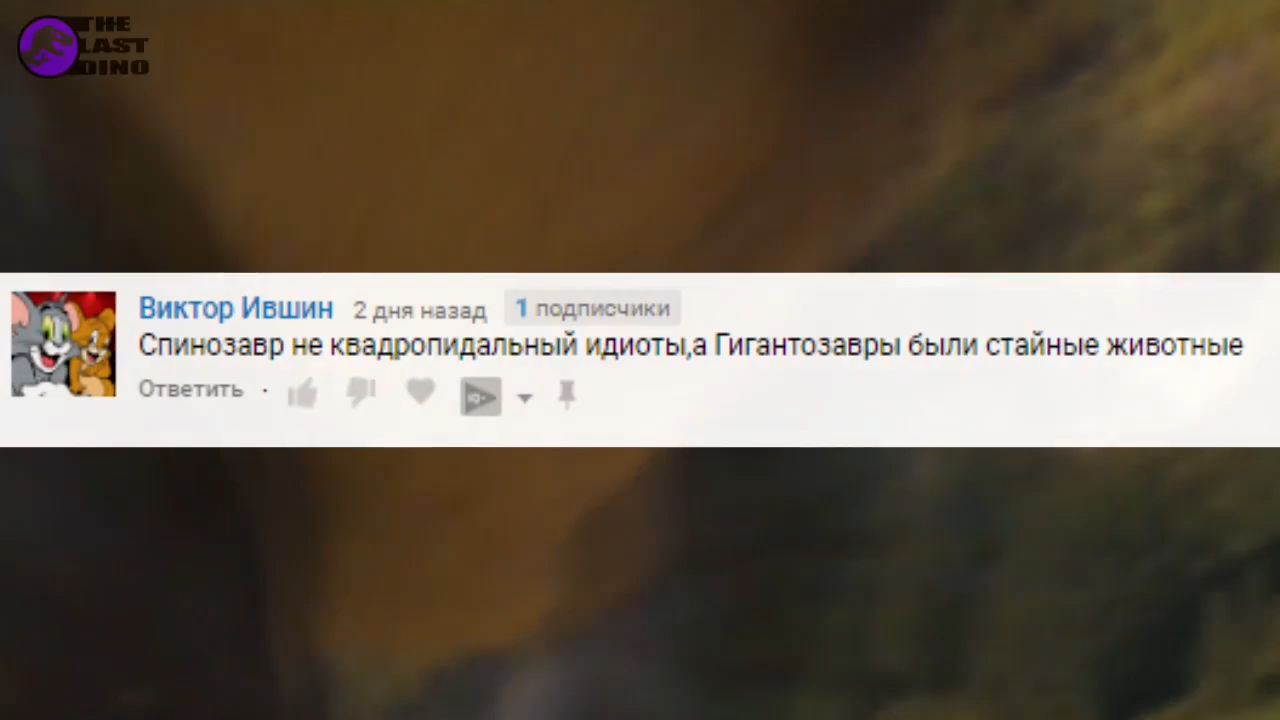 THE
LAST
DINO
Виктор Ившин 2 дня назад 1 подписчики
Спинозавр не квадропидальный идиоты,а Гигантозавры были стайные животные
Ответить ·